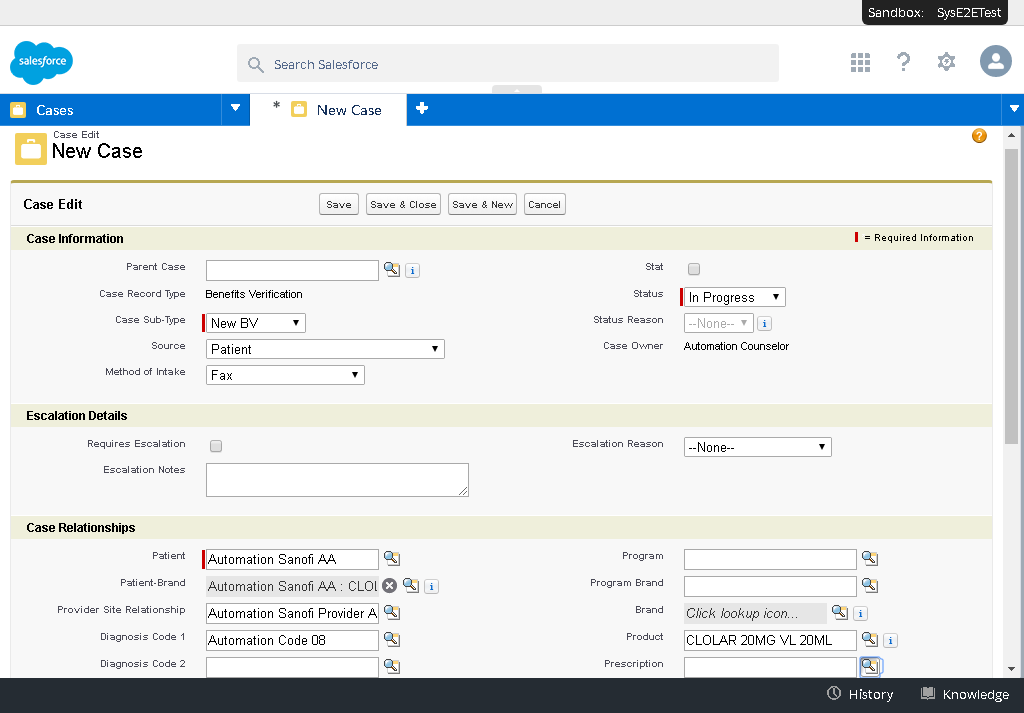 Sandbox: SysE2ETest
salesforce
Search Salesforce
Cases
* New Case
Case Edit
New Case
Case Edit
Save
Save & Close
Save & New
Cancel
Case Information
= Required Information
Parent Case
Stat
Case Record Type Benefits Verification
Status In Progress
Case Sub-Type New BV
Status Reason --None--
Source Patient
Case Owner Automation Counselor
Method of Intake Fax
Escalation Details
Requires Escalation
Escalation Reason --None--
Escalation Notes
Case Relationships
Patient Automation Sanofi AA
Program
Patient-Brand Automation Sanofi AA : CLOL
Program Brand
Provider Site Relationship Automation Sanofi Provider A
Brand Click lookup icon...
Diagnosis Code 1 Automation Code 08
Product CLOLAR 20MG VL 20ML
Diagnosis Code 2
Prescription
History
Knowledge